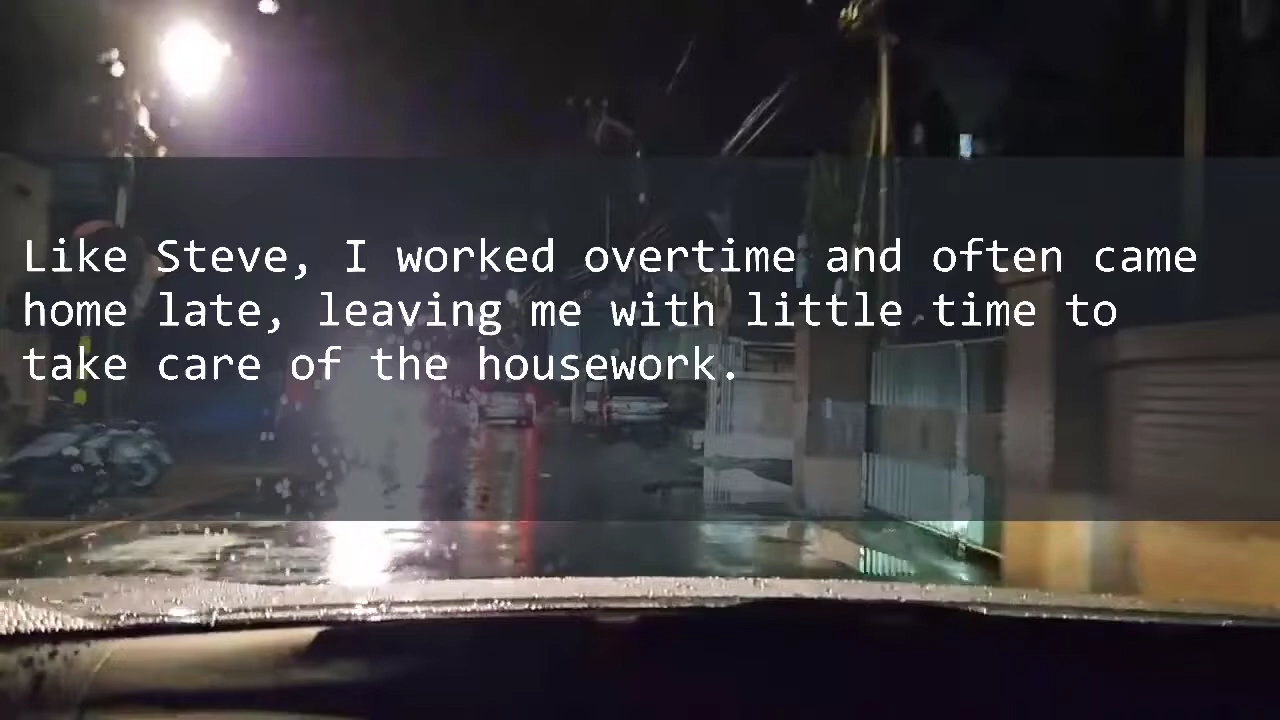 Like Steve, I worked overtime and often came
home late, leaving me with little time to
take care of the housework.